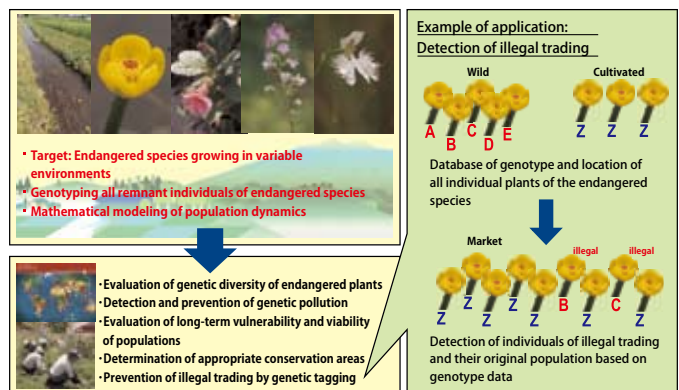 ・Target: Endangered species growing in variable
environments
・Genotyping all remnant individuals of endangered species
・Mathematical modeling of population dynamics
・Evaluation of genetic diversity of endangered plants
・Detection and prevention of genetic pollution
・Evaluation of long-term vulnerability and viability
of populations
・Determination of appropriate conservation areas
・Prevention of illegal trading by genetic tagging
Example of application:
Detection of illegal trading
Wild
Cultivated
A
B
C
D
E
Z Z Z
Database of genotype and location of
all individual plants of the endangered
species
Market
illegal illegal
Z Z Z Z Z B Z C Z
Detection of individuals of illegal trading
and their original population based on
genotype data